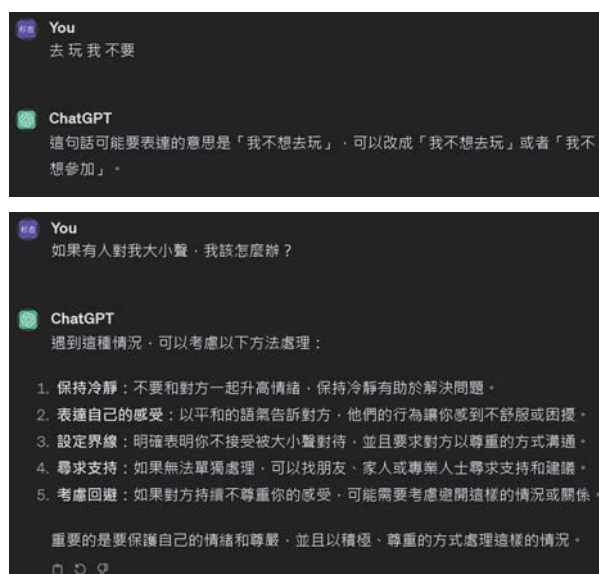 杉吉
You
去 玩 我 不要
ChatGPT
這句話可能要表達的意思是「我不想去玩」，可以改成「我不想去玩」或者「我不
想參加」。
杉吉
You
如果有人對我大小聲，我該怎麼辦？
ChatGPT
遇到這種情況，可以考慮以下方法處理：
1. 保持冷靜：不要和對方一起升高情緒，保持冷靜有助於解決問題。
2. 表達自己的感受：以平和的語氣告訴對方，他們的行為讓你感到不舒服或困擾。
3. 設定界線：明確表明你不接受被大小聲對待，並且要求對方以尊重的方式溝通。
4. 尋求支持：如果無法單獨處理，可以找朋友、家人或專業人士尋求支持和建議。
5. 考慮回避：如果對方持續不尊重你的感受，可能需要考慮避開這樣的情況或關係。
重要的是要保護自己的情緒和尊嚴，並且以積極、尊重的方式處理這樣的情況。